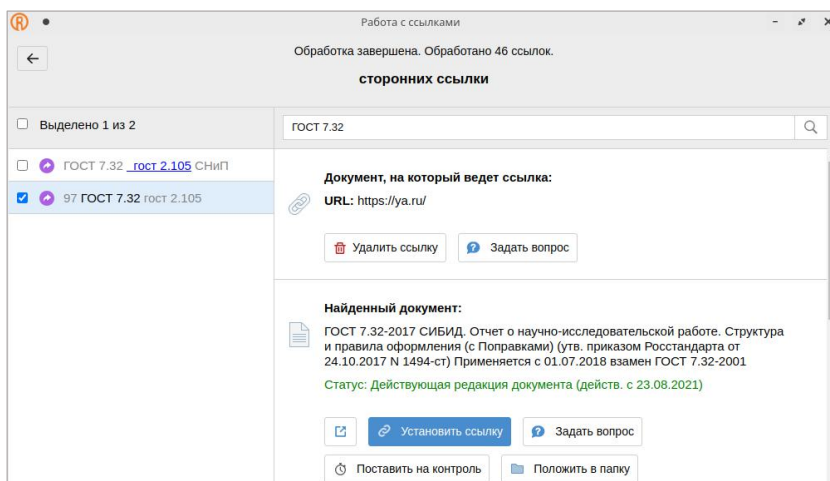 Работа с ссылками
Обработка завершена. Обработано 46 ссылок.
сторонних ссылки
Выделено 1 из 2
ГОСТ 7.32
ГОСТ 7.32 гост 2.105 СНиП
97 ГОСТ 7.32 гост 2.105
Документ, на который ведет ссылка:
URL: https://ya.ru/
Удалить ссылку
Задать вопрос
Найденный документ:
ГОСТ 7.32-2017 СИБИД. Отчет о научно-исследовательской работе. Структура
и правила оформления (с Поправками) (утв. приказом Росстандарта от
24.10.2017 N 1494-ст) Применяется с 01.07.2018 взамен ГОСТ 7.32-2001
Статус: Действующая редакция документа (действ. с 23.08.2021)
Установить ссылку
Задать вопрос
Поставить на контроль
Положить в папку